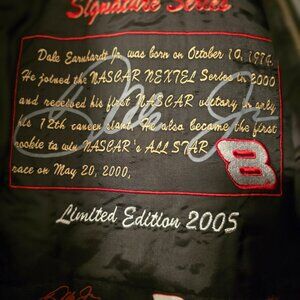 Signature Series
Dale Earnhardt Jr. was born on October 10, 1974.
He joined the NASCAR NEXTEL Series in 2000
and received his first NASCAR victory in only
his 12th career start. He also became the first
rookie to win NASCAR's ALL STAR
race on May 20, 2000.
8
Limited Edition 2005